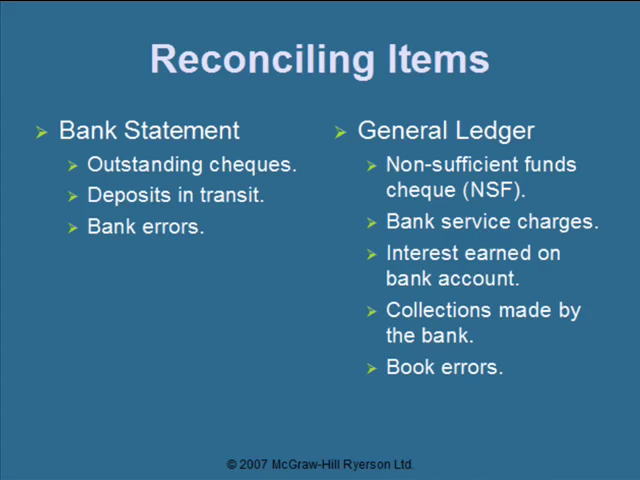 Reconciling Items
Bank Statement
Outstanding cheques.
Deposits in transit.
Bank errors.
General Ledger
Non-sufficient funds
cheque (NSF).
Bank service charges.
Interest earned on
bank account.
Collections made by
the bank.
Book errors.
© 2007 McGraw-Hill Ryerson Ltd.